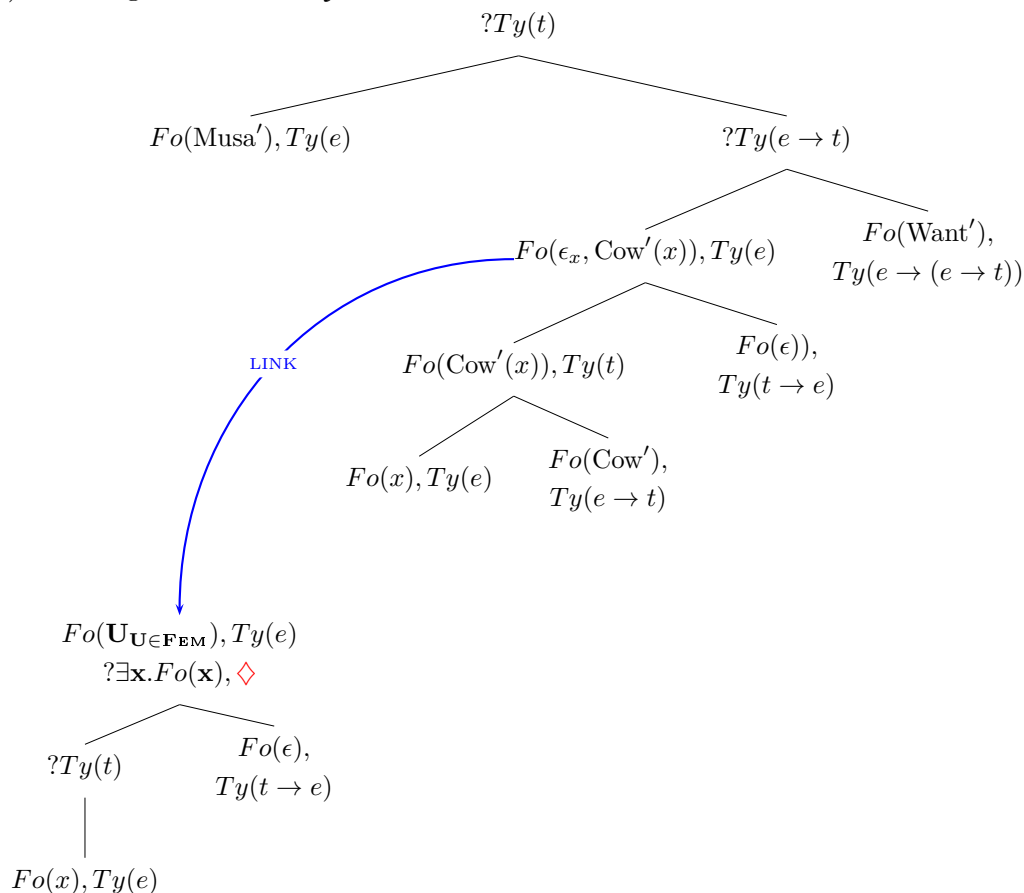 ?Ty(t)
Fo(Musa′), Ty(e)
?Ty(e → t)
Fo(ϵₓ, Cow′(x)), Ty(e)
Fo(Want′),
Ty(e → (e → t))
LINK
Fo(Cow′(x)), Ty(t)
Fo(ϵ)),
Ty(t → e)
Fo(x), Ty(e)
Fo(Cow′),
Ty(e → t)
Fo(U_{U∈FEM}), Ty(e)
?∃x.Fo(x), ♢
?Ty(t)
Fo(ϵ),
Ty(t → e)
Fo(x), Ty(e)